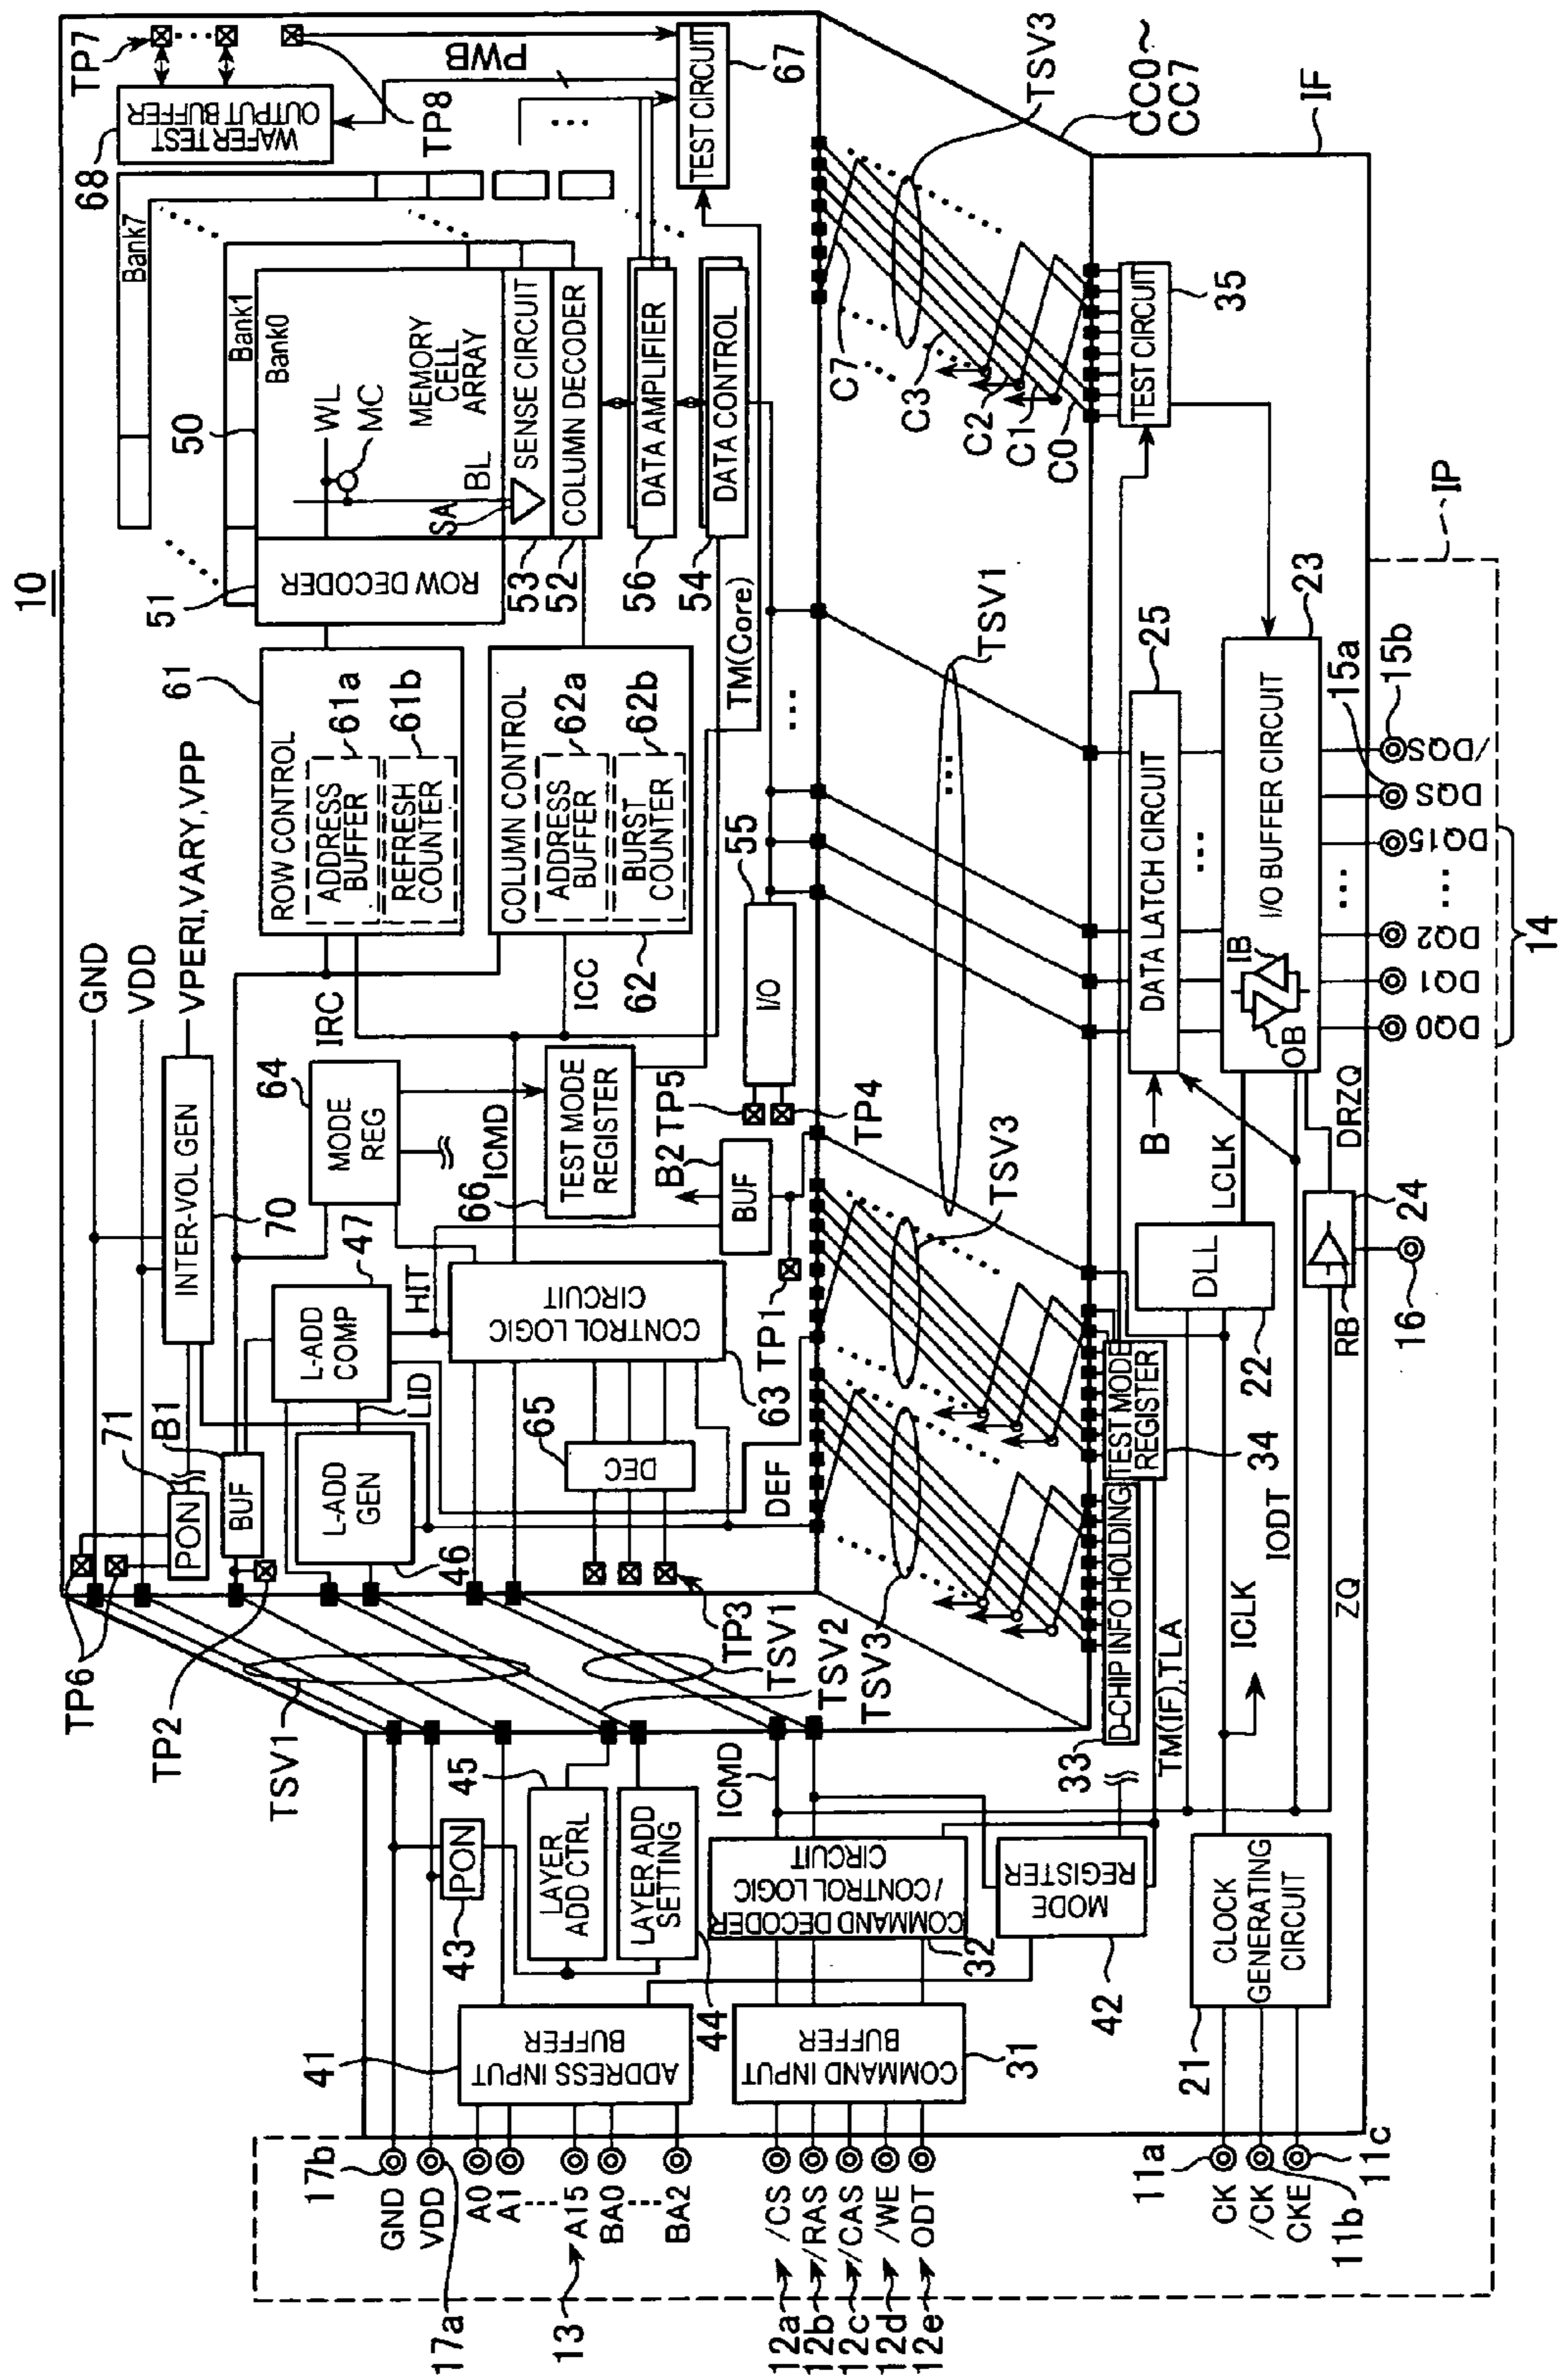 10
GND
VDD
VPERI,VARY,VPP
TP6
71
PON
B1
BUF
TP2
INTER-VOL GEN
70
L-ADD
COMP
47
LID
L-ADD
GEN
46
HIT
IRC
64
MODE
REG
ICMD
66
TEST MODE
REGISTER
CONTROL LOGIC
CIRCUIT
63
65
DEC
DEF
TP3
TP1
BUF
B2
TP5
TP4
I/O
55
61
ROW CONTROL
ADDRESS
BUFFER
61a
REFRESH
COUNTER
61b
COLUMN CONTROL
ADDRESS
BUFFER
62a
BURST
COUNTER
62b
ICC
62
TM(Core)
51
ROW DECODER
50
Bank7
Bank1
Bank0
WL
MC
MEMORY
CELL
ARRAY
BL
SA
SENSE CIRCUIT
53
COLUMN DECODER
52
DATA AMPLIFIER
56
DATA CONTROL
54
68
WAFER TEST
OUTPUT BUFFER
TP7
TP8
PWB
TEST CIRCUIT
67
TSV1
TSV1
TSV2
TSV3
TSV3
TSV1
TSV3
C7
C3
C2
C1
C0
CC0~
CC7
IF
IP
17b
GND
VDD
17a
A0
A1
A15
13
BA0
BA2
12a
/CS
12b
/RAS
12c
/CAS
12d
/WE
12e
ODT
11a
CK
/CK
11b
CKE
11c
41
ADDRESS INPUT
BUFFER
43
PON
45
LAYER
ADD CTRL
LAYER ADD
SETTING
44
COMMAND INPUT
BUFFER
31
COMMAND DECODER
/CONTROL LOGIC
CIRCUIT
32
ICMD
MODE
REGISTER
42
21
CLOCK
GENERATING
CIRCUIT
33
D-CHIP INFO HOLDING
TEST MODE
REGISTER
34
TM(IF),TLA
ICLK
IODT
ZQ
DLL
22
LCLK
RB
24
16
DRZQ
B
DATA LATCH CIRCUIT
25
I/O BUFFER CIRCUIT
23
OB
IB
TEST CIRCUIT
35
DQ0
DQ1
DQ2
DQ15
DQS
/DQS
15a
15b
14